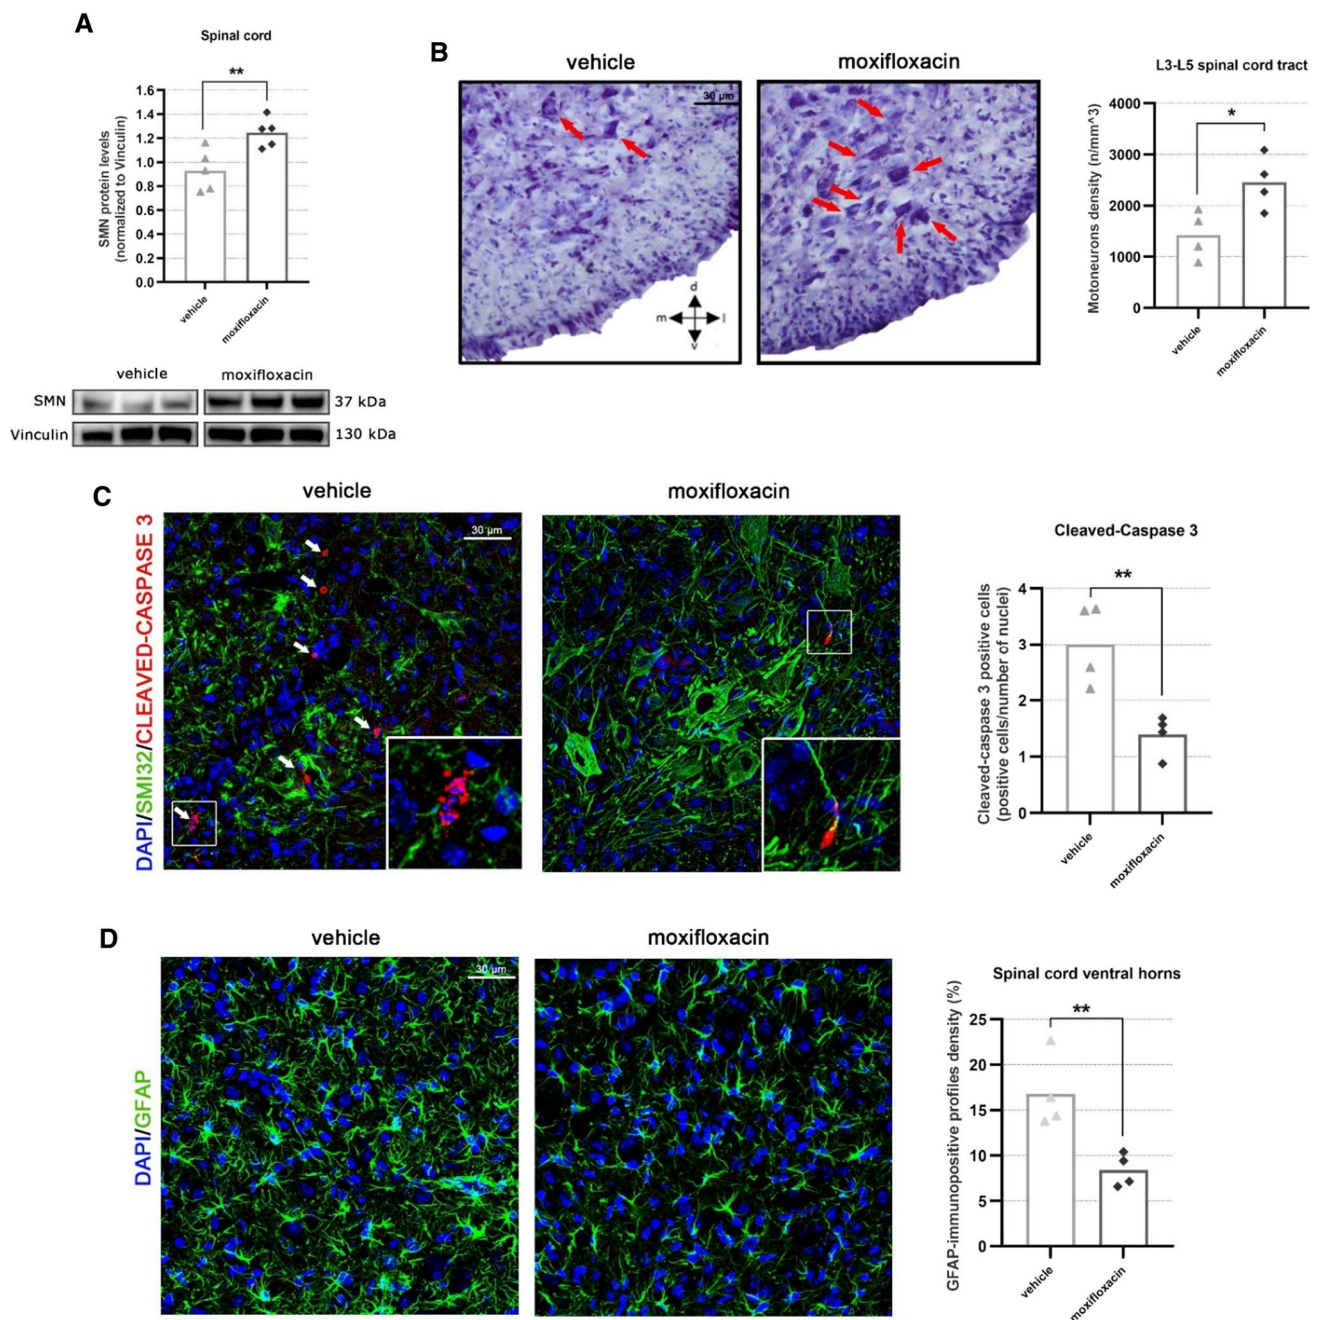 A
Spinal cord
**
SMN protein levels
(normalized to Vinculin)
1.6
1.4
1.2
1.0
0.8
0.6
0.4
0.2
0.0
vehicle
moxifloxacin
vehicle
moxifloxacin
SMN
37 kDa
Vinculin
130 kDa
B
vehicle
moxifloxacin
30 µm
d
m
l
v
L3-L5 spinal cord tract
*
Motoneurons density (n/mm^3)
4000
3000
2000
1000
0
vehicle
moxifloxacin
C
vehicle
moxifloxacin
DAPI/SMI32/CLEAVED-CASPASE 3
30 µm
Cleaved-Caspase 3
**
Cleaved-caspase 3 positive cells
(positive cells/number of nuclei)
4
3
2
1
0
vehicle
moxifloxacin
D
vehicle
moxifloxacin
DAPI/GFAP
30 µm
Spinal cord ventral horns
**
GFAP-immunopositive profiles density (%)
25
20
15
10
5
0
vehicle
moxifloxacin